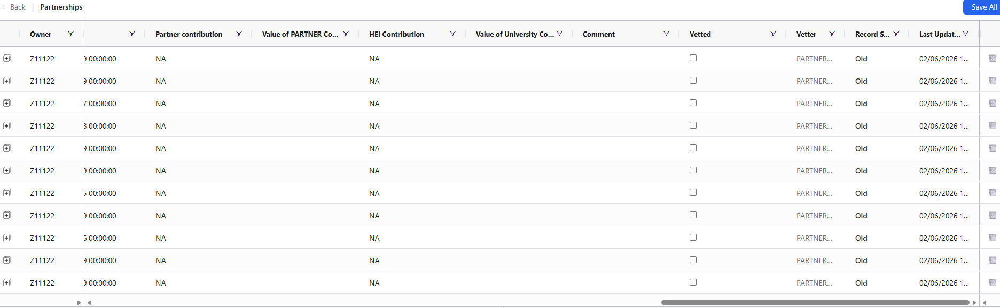 ← Back | Partnerships
Save All
Owner Partner contribution Value of PARTNER Co... HEI Contribution Value of University Co... Comment Vetted Vetter Record S... Last Updat...
Z11122 9 00:00:00 NA NA PARTNER... Old 02/06/2026 1...
Z11122 9 00:00:00 NA NA PARTNER... Old 02/06/2026 1...
Z11122 7 00:00:00 NA NA PARTNER... Old 02/06/2026 1...
Z11122 3 00:00:00 NA NA PARTNER... Old 02/06/2026 1...
Z11122 9 00:00:00 NA NA PARTNER... Old 02/06/2026 1...
Z11122 9 00:00:00 NA NA PARTNER... Old 02/06/2026 1...
Z11122 00:00:00 NA NA PARTNER... Old 02/06/2026 1...
Z11122 9 00:00:00 NA NA PARTNER... Old 02/06/2026 1...
Z11122 00:00:00 NA NA PARTNER... Old 02/06/2026 1...
Z11122 9 00:00:00 NA NA PARTNER... Old 02/06/2026 1...
Z11122 9 00:00:00 NA NA PARTNER... Old 02/06/2026 1...